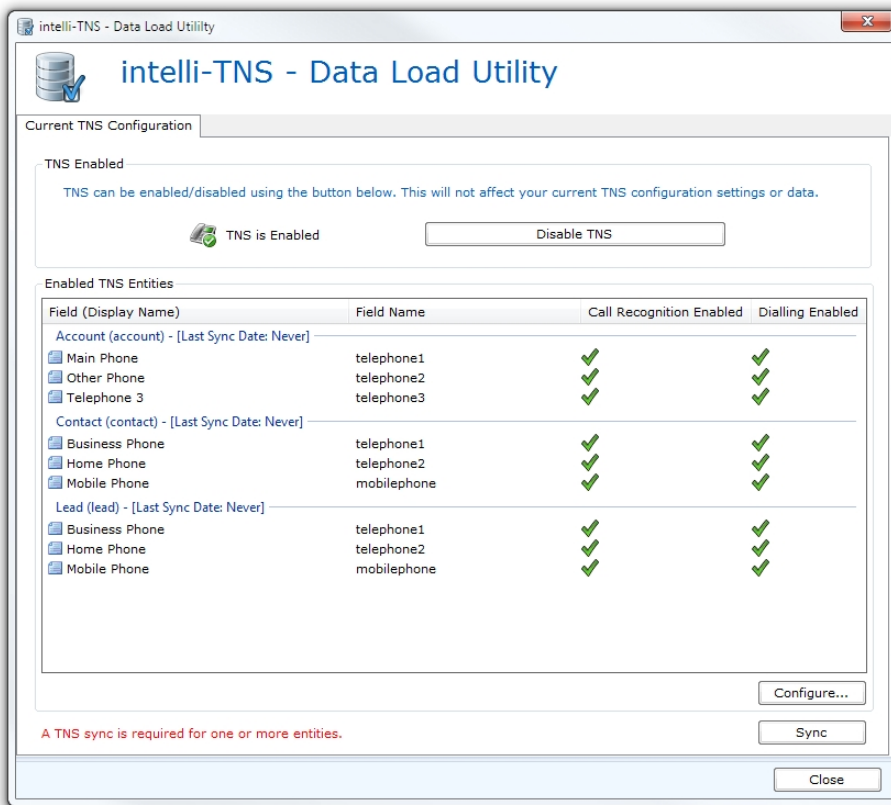 intelli-TNS - Data Load Utililty
intelli-TNS - Data Load Utility
Current TNS Configuration
TNS Enabled
TNS can be enabled/disabled using the button below. This will not affect your current TNS configuration settings or data.
TNS is Enabled Disable TNS
Enabled TNS Entities
Field (Display Name) Field Name Call Recognition Enabled Dialling Enabled
Account (account) - [Last Sync Date: Never]
Main Phone telephone1
Other Phone telephone2
Telephone 3 telephone3
Contact (contact) - [Last Sync Date: Never]
Business Phone telephone1
Home Phone telephone2
Mobile Phone mobilephone
Lead (lead) - [Last Sync Date: Never]
Business Phone telephone1
Home Phone telephone2
Mobile Phone mobilephone
Configure...
A TNS sync is required for one or more entities. Sync
Close